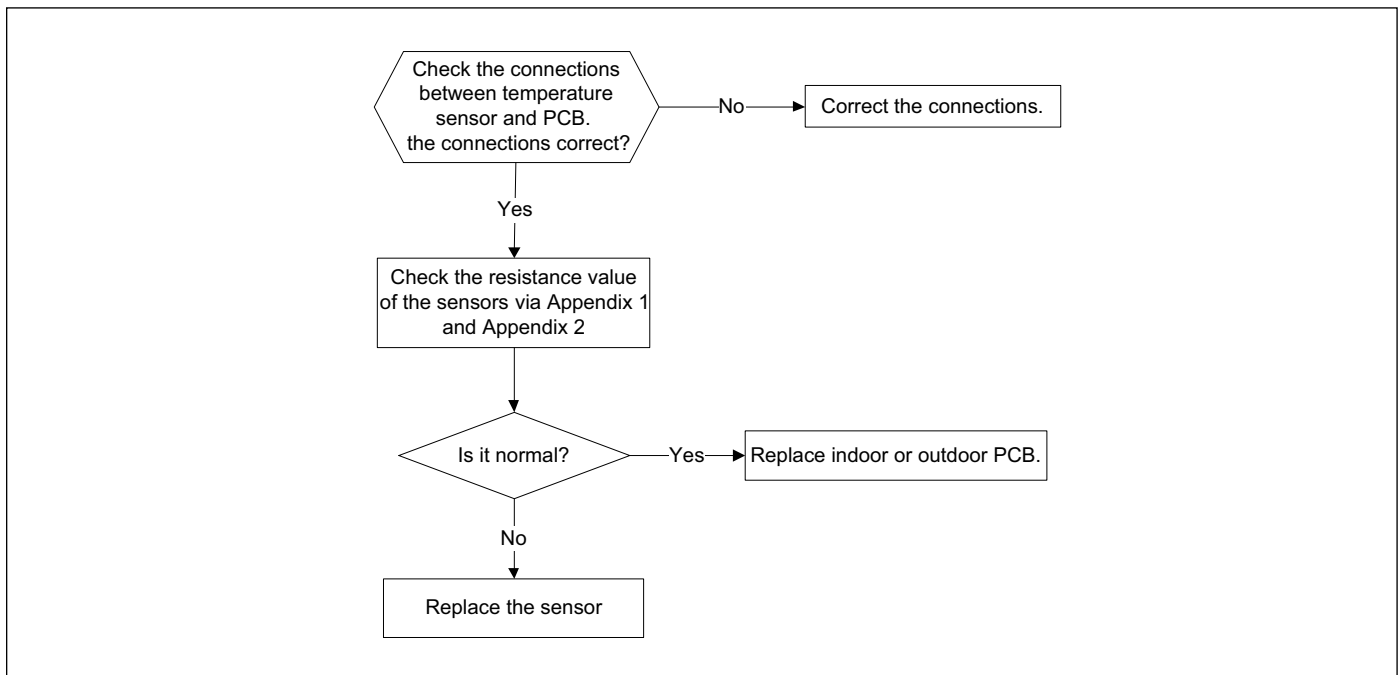 Check the connections
between temperature
sensor and PCB.
the connections correct?
No
Correct the connections.
Yes
Check the resistance value
of the sensors via Appendix 1
and Appendix 2
Is it normal?
Yes
Replace indoor or outdoor PCB.
No
Replace the sensor